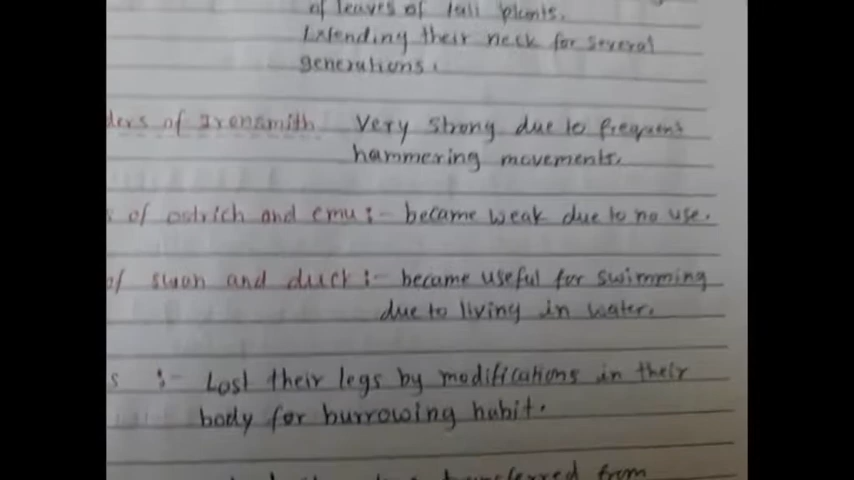 of leaves of tall plants.
Extending their neck for several
generations.
ders of Ironsmith Very strong due to frequent
hammering movements.
s of ostrich and emu :- became weak due to no use.
of swan and duck :- became useful for swimming
due to living in water.
s :- Lost their legs by modifications in their
body for burrowing habit.
transferred from